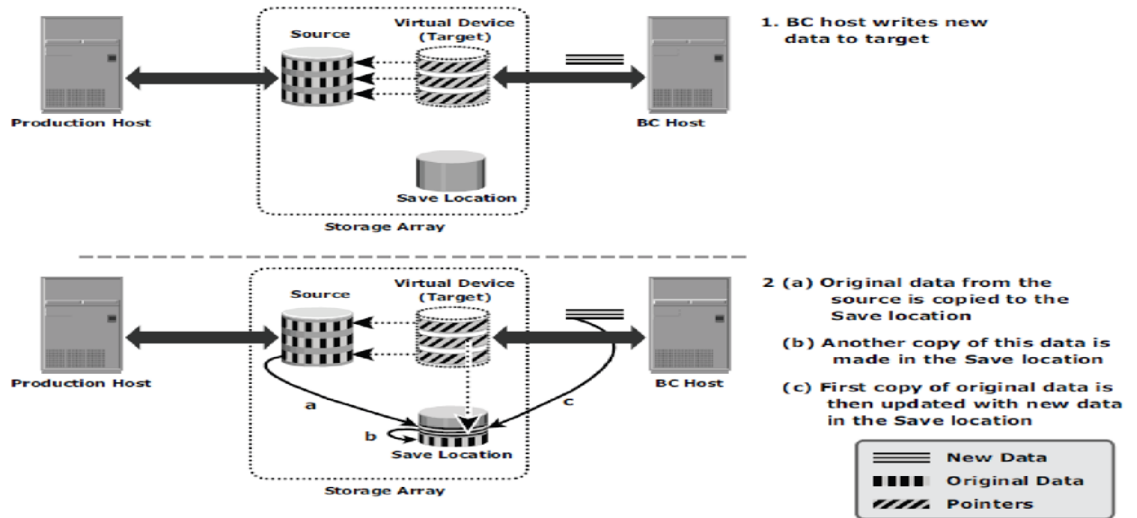 Source
Virtual Device
(Target)
Production Host
BC Host
Save Location
Storage Array
1. BC host writes new
data to target
Source
Virtual Device
(Target)
Production Host
BC Host
a
b
c
Save Location
Storage Array
2 (a) Original data from the
source is copied to the
Save location
(b) Another copy of this data is
made in the Save location
(c) First copy of original data is
then updated with new data
in the Save location
New Data
Original Data
Pointers